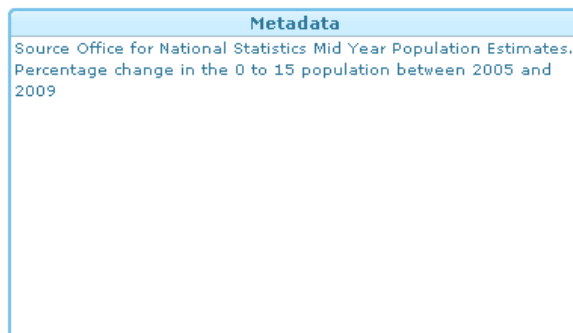 Metadata
Source Office for National Statistics Mid Year Population Estimates.
Percentage change in the 0 to 15 population between 2005 and
2009